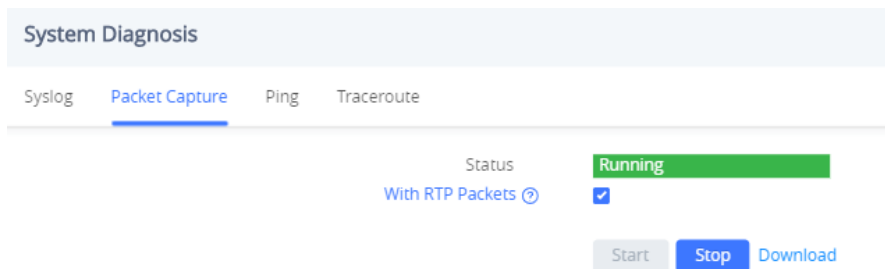 System Diagnosis
Syslog Packet Capture Ping Traceroute
Status Running
With RTP Packets ?
Start Stop Download